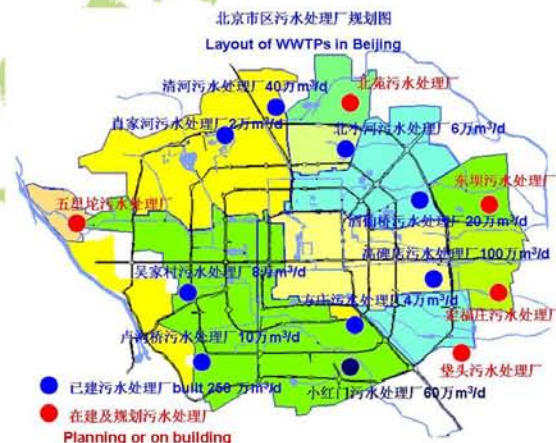 北京市区污水处理厂规划图
Layout of WWTPs in Beijing
清河污水处理厂40万m³/d
北苑污水处理厂
肖家河污水处理厂2万m³/d
北小河污水处理厂6万m³/d
东坝污水处理厂
五里坨污水处理厂
酒仙桥污水处理厂20万m³/d
高碑店污水处理厂100万m³/d
吴家村污水处理厂8万m³/d
方庄污水处理厂4万m³/d
定福庄污水处理厂
卢沟桥污水处理厂10万m³/d
垡头污水处理厂
小红门污水处理厂60万m³/d
已建污水处理厂built 250 万m³/d
在建及规划污水处理厂
Planning or on building